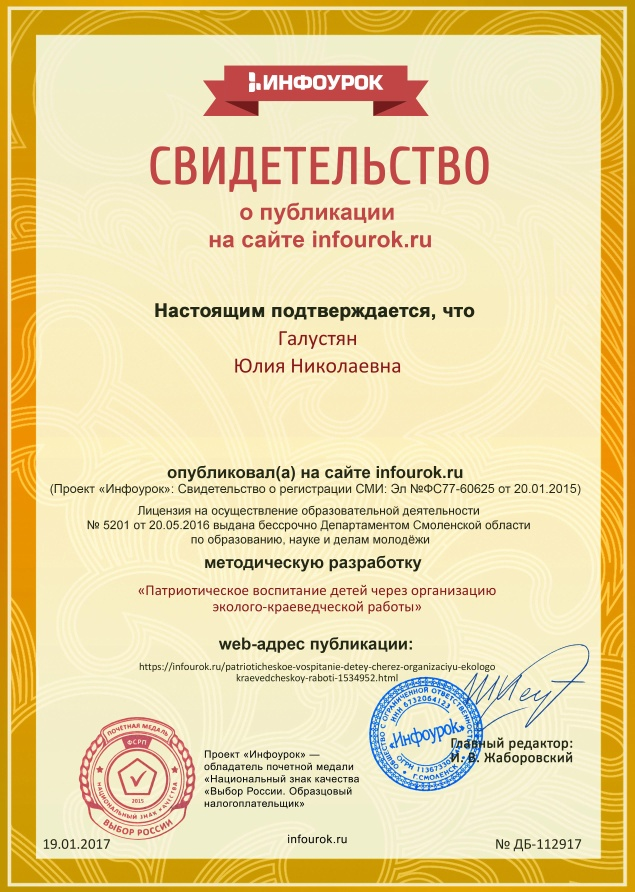 ИНФОУРОК
СВИДЕТЕЛЬСТВО
о публикации
на сайте infourok.ru
Настоящим подтверждается, что
Галустян
Юлия Николаевна
опубликовал(а) на сайте infourok.ru
(Проект «Инфоурок»: Свидетельство о регистрации СМИ: Эл №ФС77-60625 от 20.01.2015)
Лицензия на осуществление образовательной деятельности
№ 5201 от 20.05.2016 выдана бессрочно Департаментом Смоленской области
по образованию, науке и делам молодёжи
методическую разработку
«Патриотическое воспитание детей через организацию
эколого-краеведческой работы»
web-адрес публикации:
https://infourok.ru/patrioticheskoe-vospitanie-detey-cherez-organizaciyu-ekologo
kraevedcheskoy-raboti-1534952.html
ОБЩЕСТВО С ОГРАНИЧЕННОЙ ОТВЕТСТВЕННОСТЬЮ
ИНН 6732064123
«Инфоурок»
Г.СМОЛЕНСК
Главный редактор:
И. В. Жаборовский
ПОЧЕТНАЯ МЕДАЛЬ
ФСРП
2015
НАЦИОНАЛЬНЫЙ ЗНАК КАЧЕСТВА
ВЫБОР РОССИИ
Проект «Инфоурок» —
обладатель почетной медали
«Национальный знак качества
«Выбор России. Образцовый
налогоплательщик»
19.01.2017
infourok.ru
№ ДБ-112917